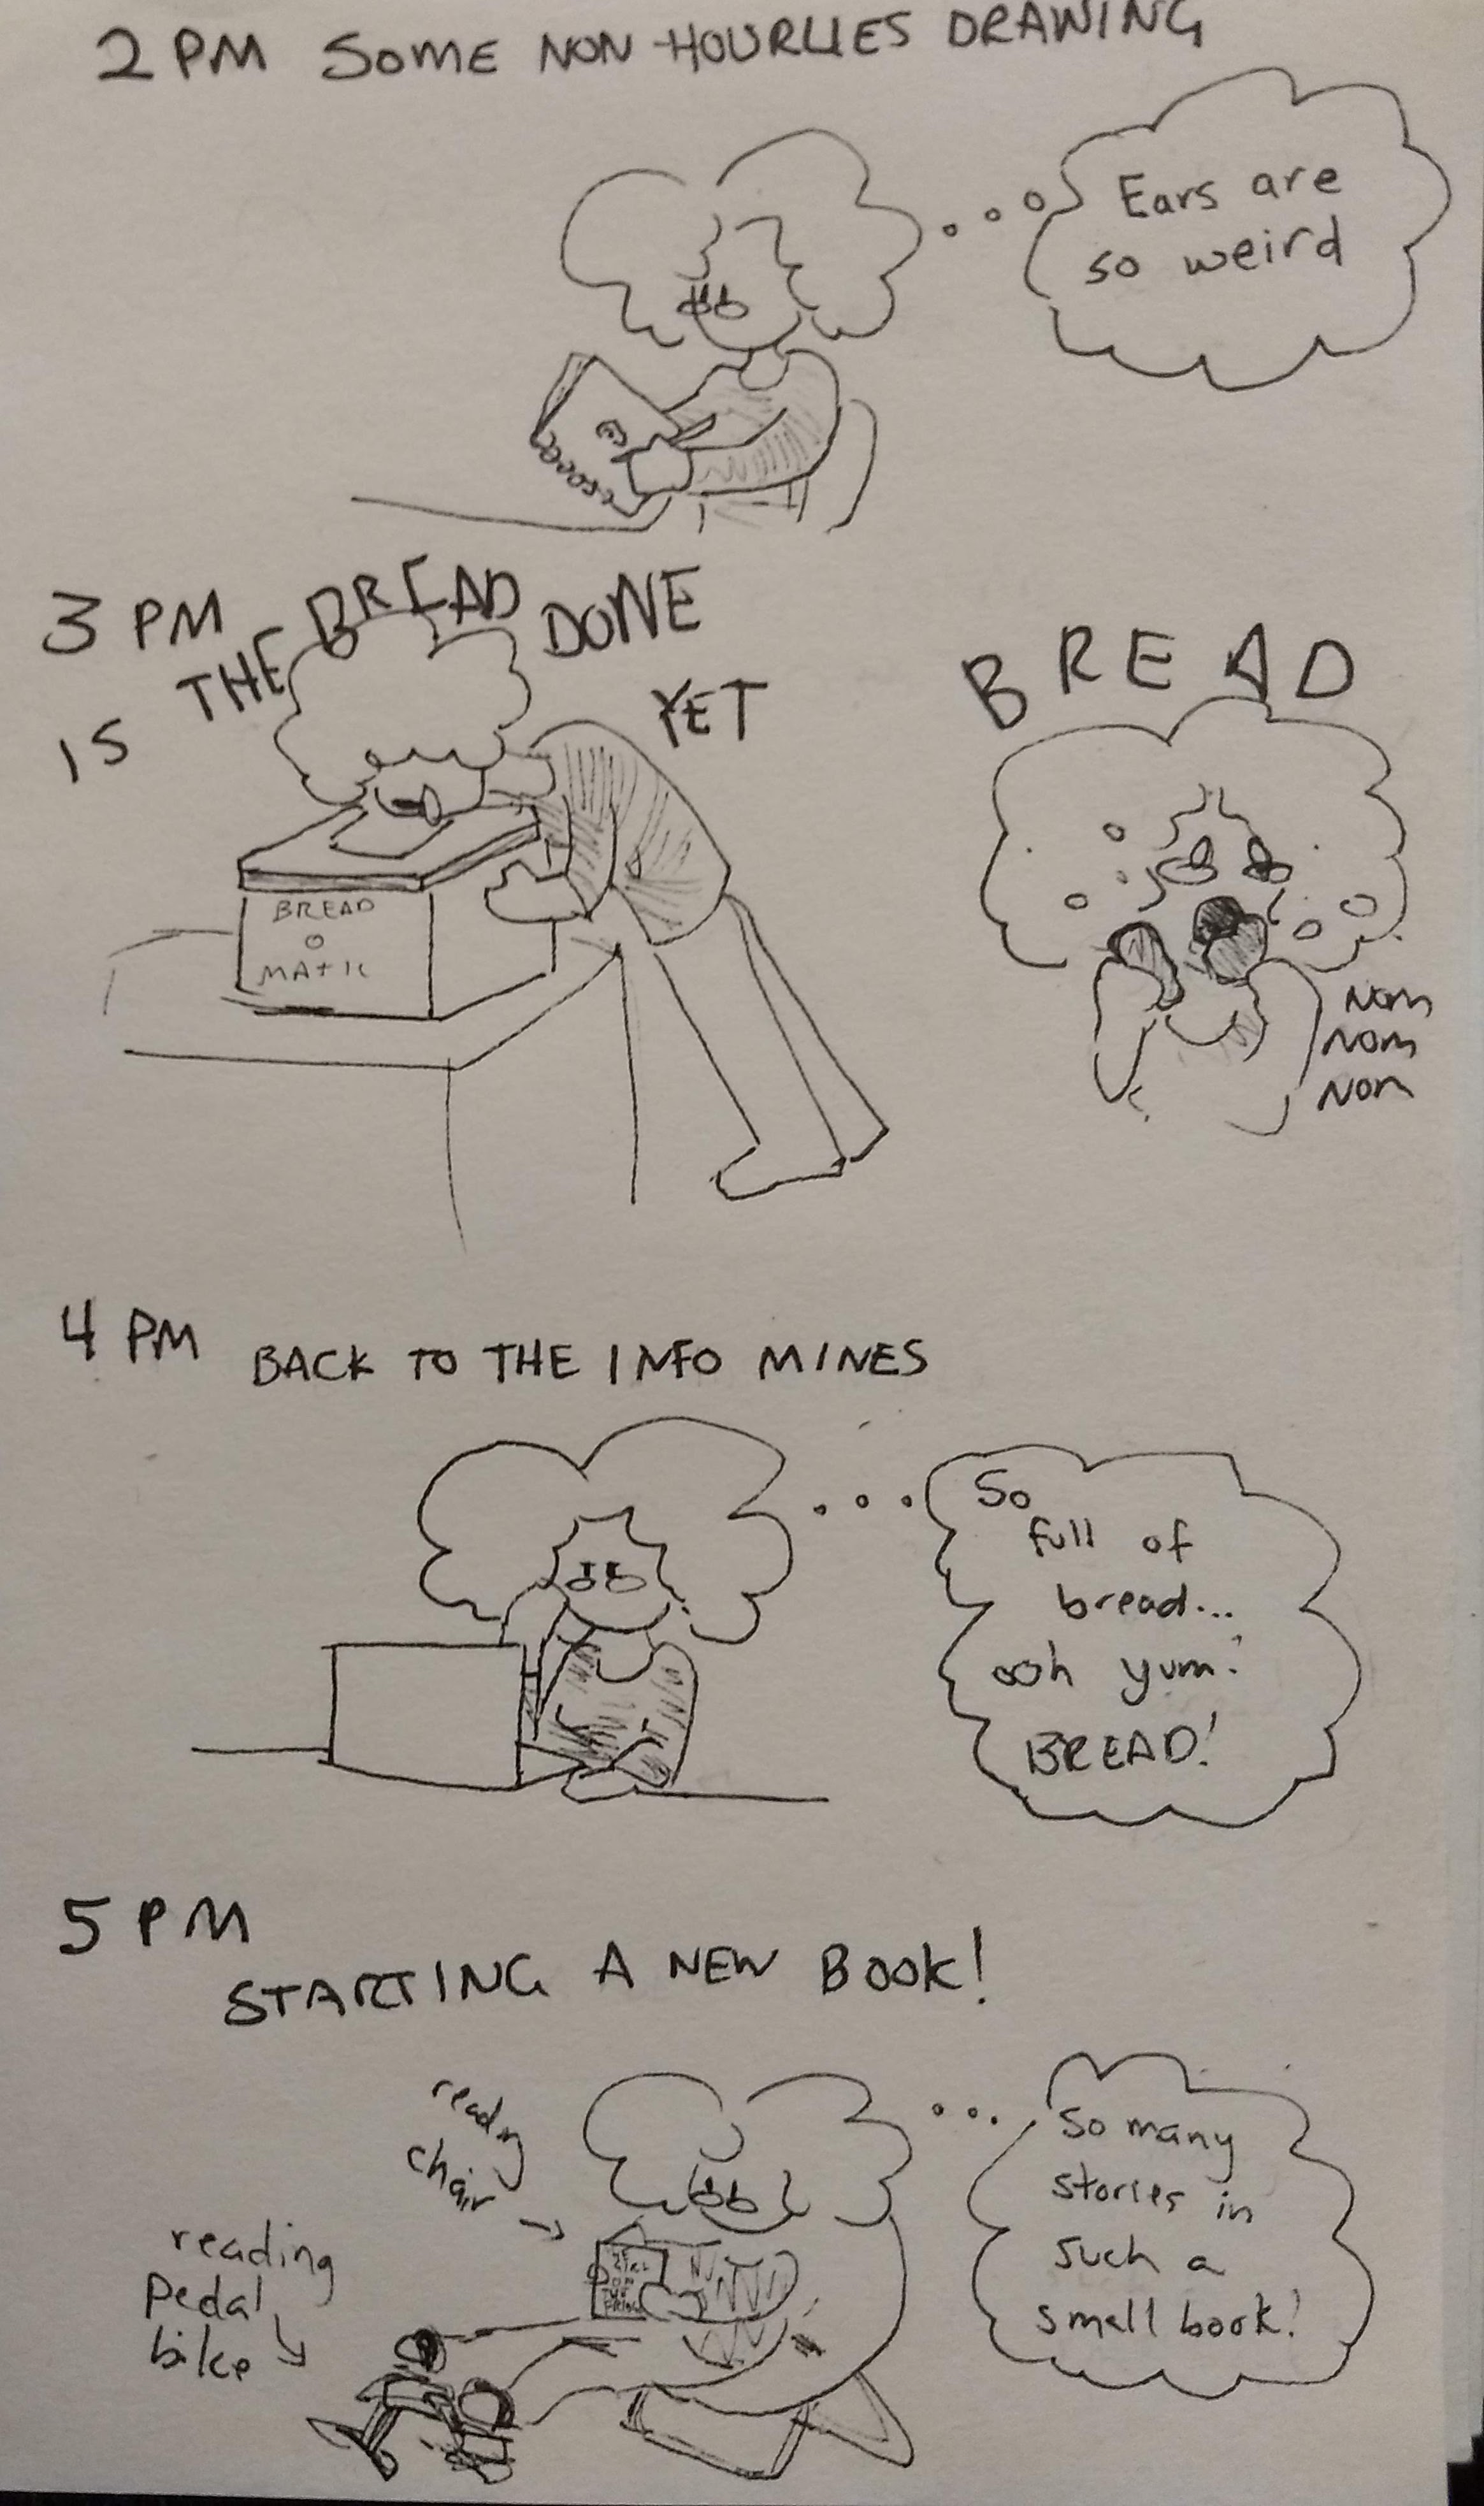 2 PM SOME NON-HOURLIES DRAWING
Ears are
so weird
3 PM
IS THE BREAD DONE YET
BREAD
O
MATIC
BREAD
NOM
NOM
NOM
4 PM BACK TO THE INFO MINES
So
full of
bread...
ooh yum!
BREAD!
5 PM
STARTING A NEW BOOK!
reading
chair
reading
Pedal
bike
So many
stories in
such a
small book!